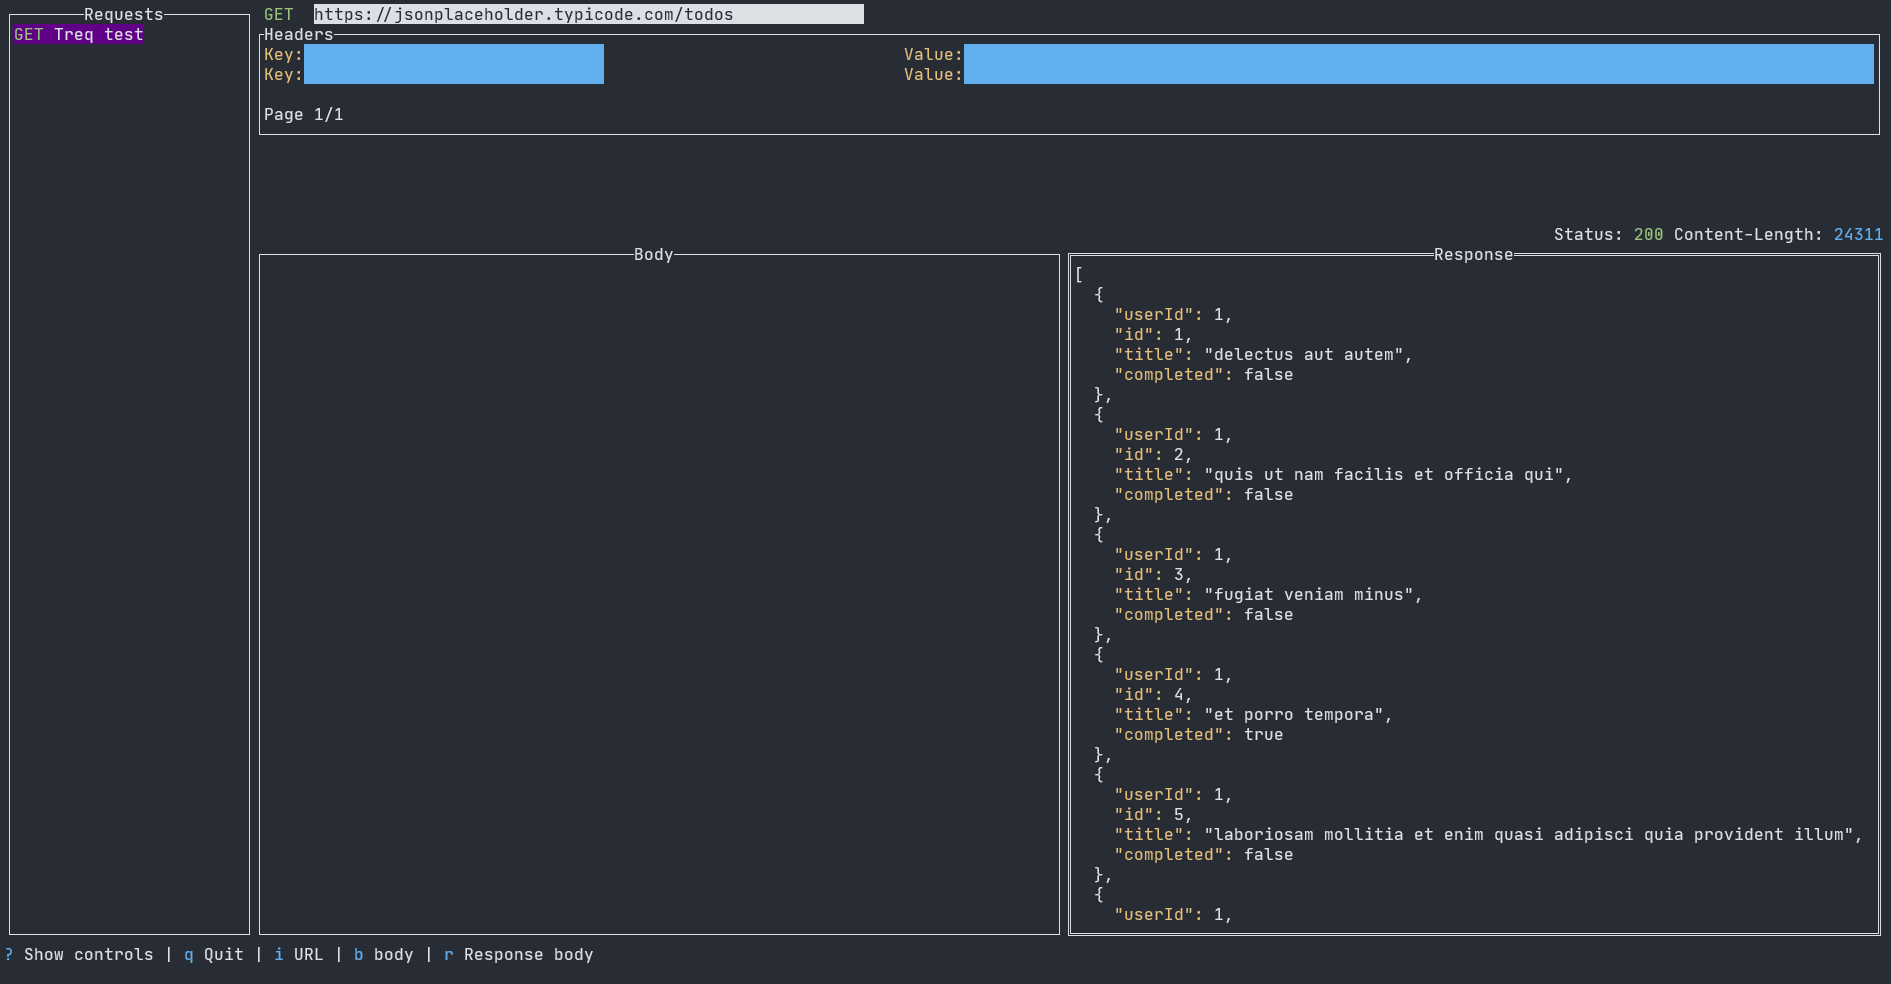 Requests
GET Treq test
GET https://jsonplaceholder.typicode.com/todos
Headers
Key: Value:
Key: Value:
Page 1/1
Status: 200 Content-Length: 24311
Body
Response
[
  {
    "userId": 1,
    "id": 1,
    "title": "delectus aut autem",
    "completed": false
  },
  {
    "userId": 1,
    "id": 2,
    "title": "quis ut nam facilis et officia qui",
    "completed": false
  },
  {
    "userId": 1,
    "id": 3,
    "title": "fugiat veniam minus",
    "completed": false
  },
  {
    "userId": 1,
    "id": 4,
    "title": "et porro tempora",
    "completed": true
  },
  {
    "userId": 1,
    "id": 5,
    "title": "laboriosam mollitia et enim quasi adipisci quia provident illum",
    "completed": false
  },
  {
    "userId": 1,
? Show controls | q Quit | i URL | b body | r Response body